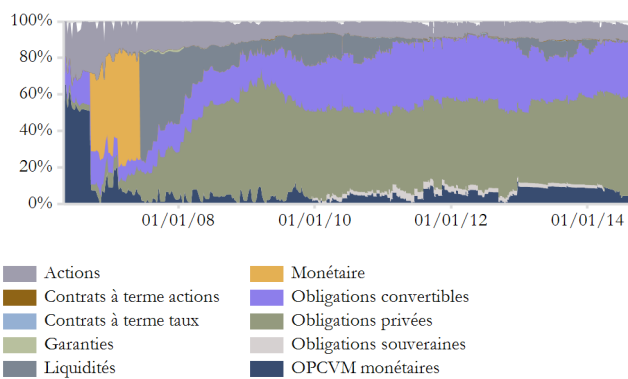 100%
80%
60%
40%
20%
0%
01/01/08 01/01/10 01/01/12 01/01/14
Actions
Contrats à terme actions
Contrats à terme taux
Garanties
Liquidités
Monétaire
Obligations convertibles
Obligations privées
Obligations souveraines
OPCVM monétaires